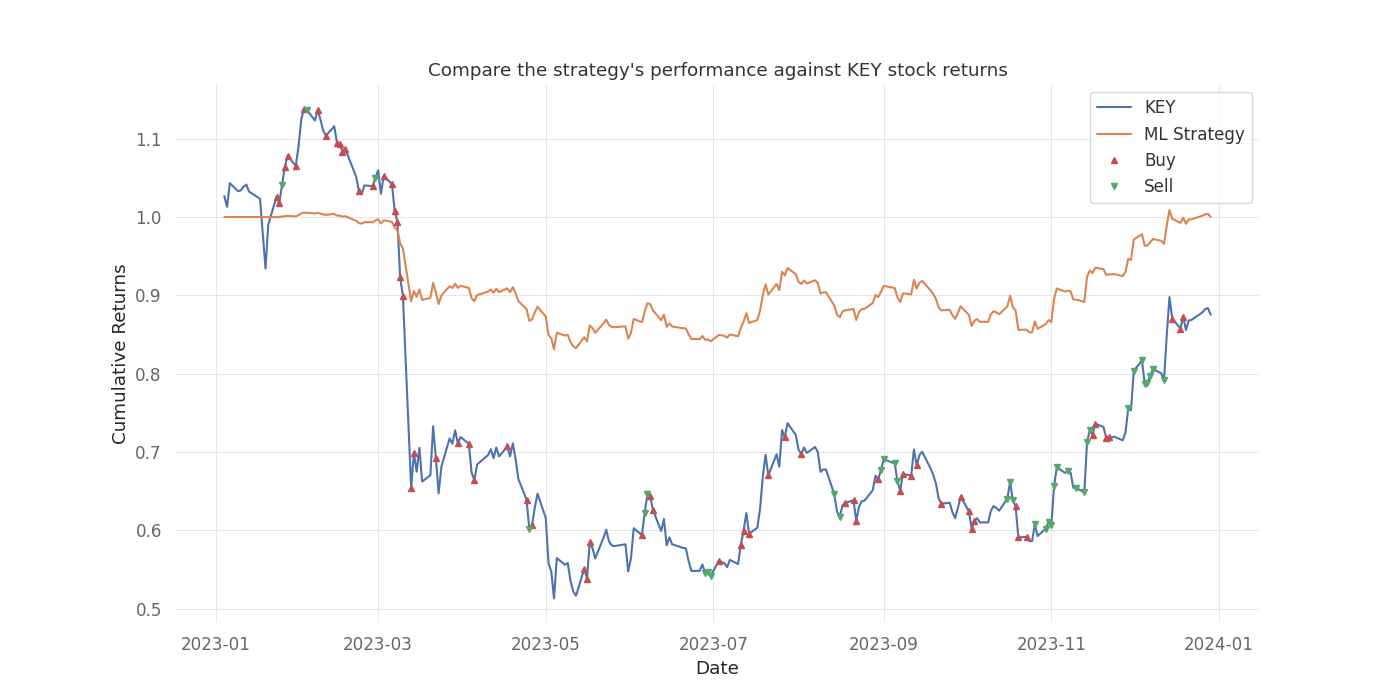 Compare the strategy's performance against KEY stock returns
KEY
ML Strategy
Buy
Sell
Cumulative Returns
1.1
1.0
0.9
0.8
0.7
0.6
0.5
2023-01
2023-03
2023-05
2023-07
2023-09
2023-11
2024-01
Date